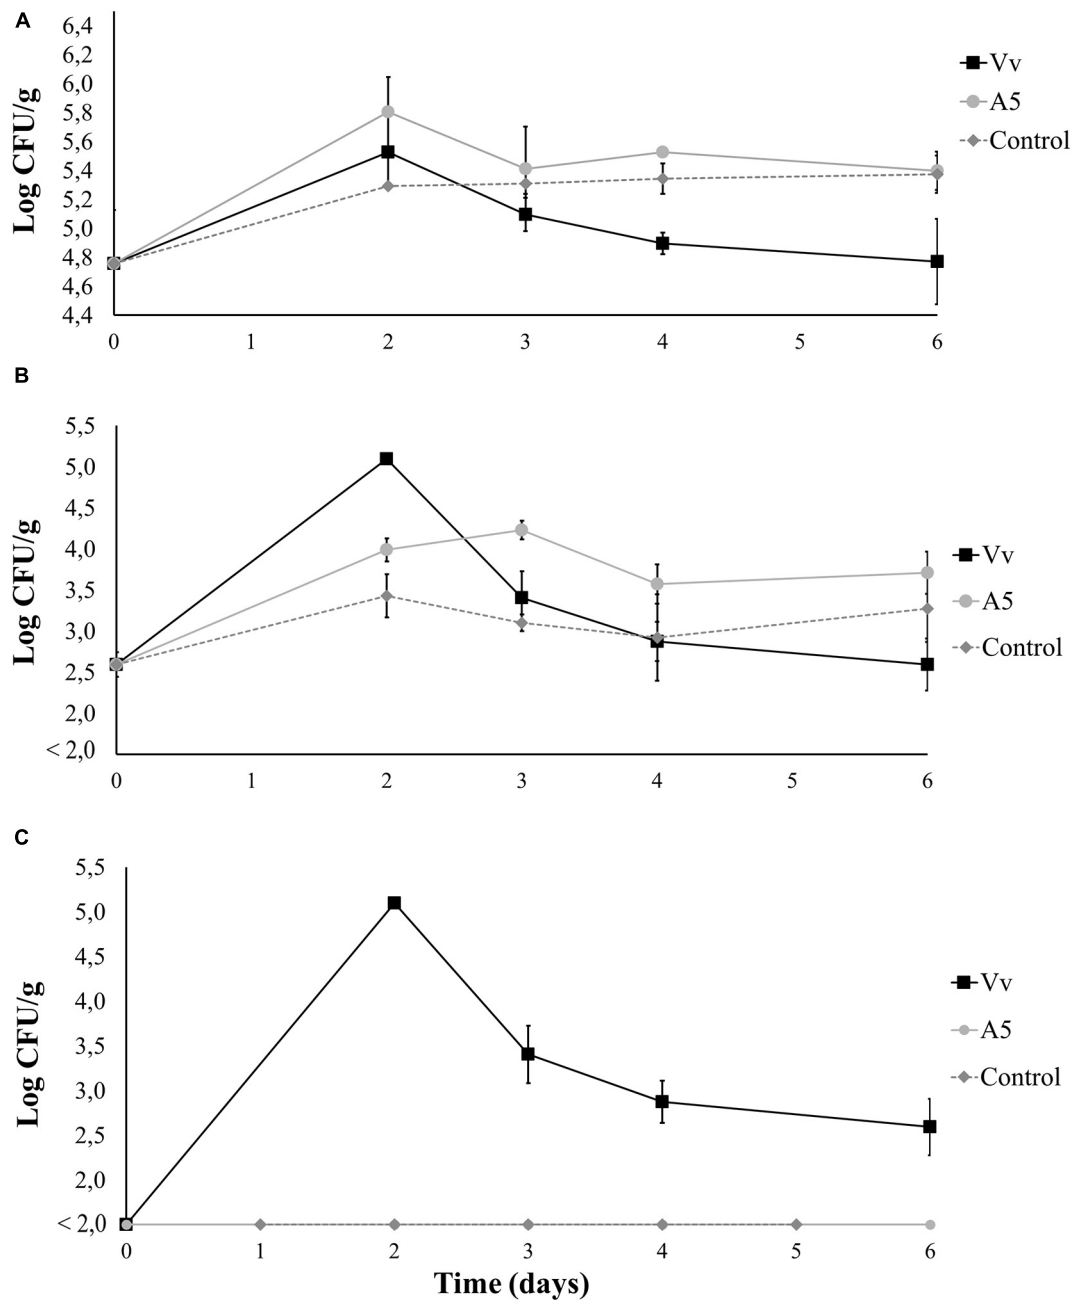 A
6,4
6,2
6,0
5,8
5,6
5,4
5,2
5,0
4,8
4,6
4,4
Log CFU/g
0 1 2 3 4 5 6
Vv
A5
Control
B
5,5
5,0
4,5
4,0
3,5
3,0
2,5
2,0
< 2,0
Log CFU/g
0 1 2 3 4 5 6
Vv
A5
Control
C
5,5
5,0
4,5
4,0
3,5
3,0
2,5
2,0
< 2,0
Log CFU/g
0 1 2 3 4 5 6
Time (days)
Vv
A5
Control